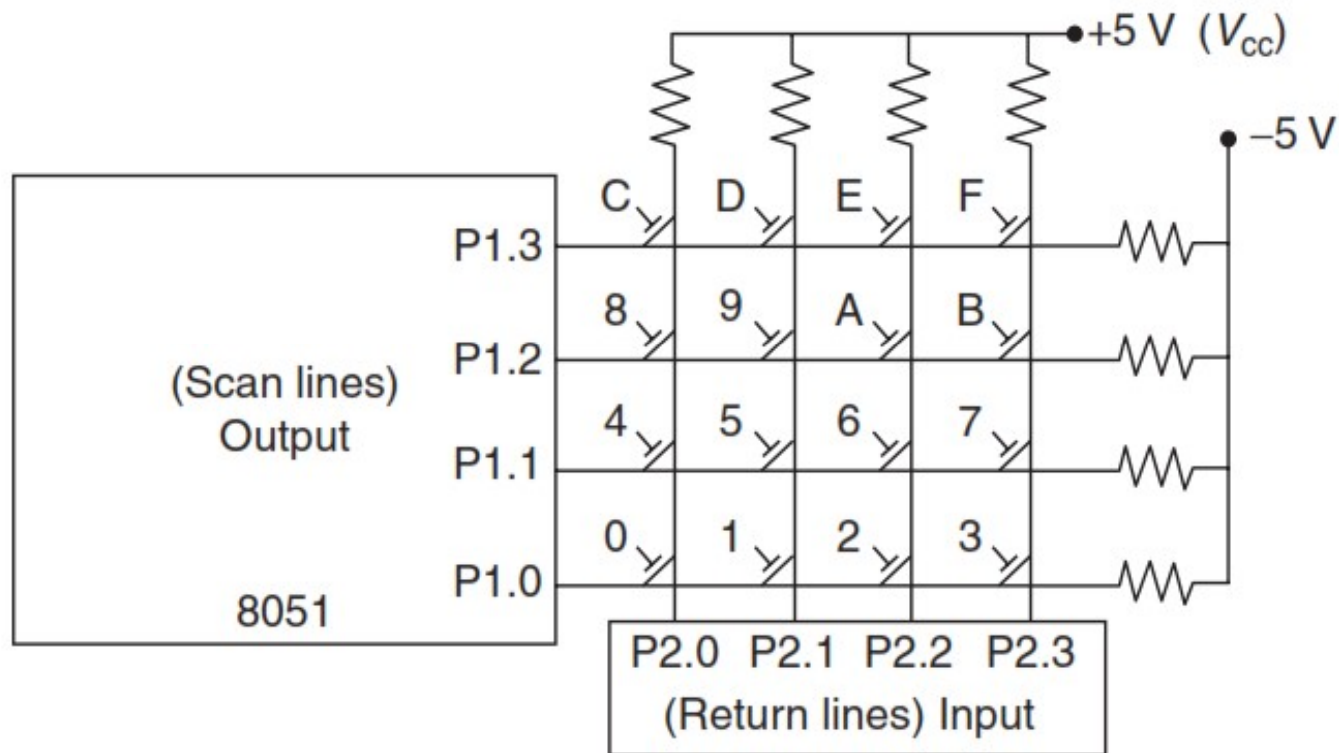 +5 V (Vcc)
–5 V
C D E F
P1.3
8 9 A B
P1.2
(Scan lines)
Output
4 5 6 7
P1.1
0 1 2 3
P1.0
8051
P2.0 P2.1 P2.2 P2.3
(Return lines) Input